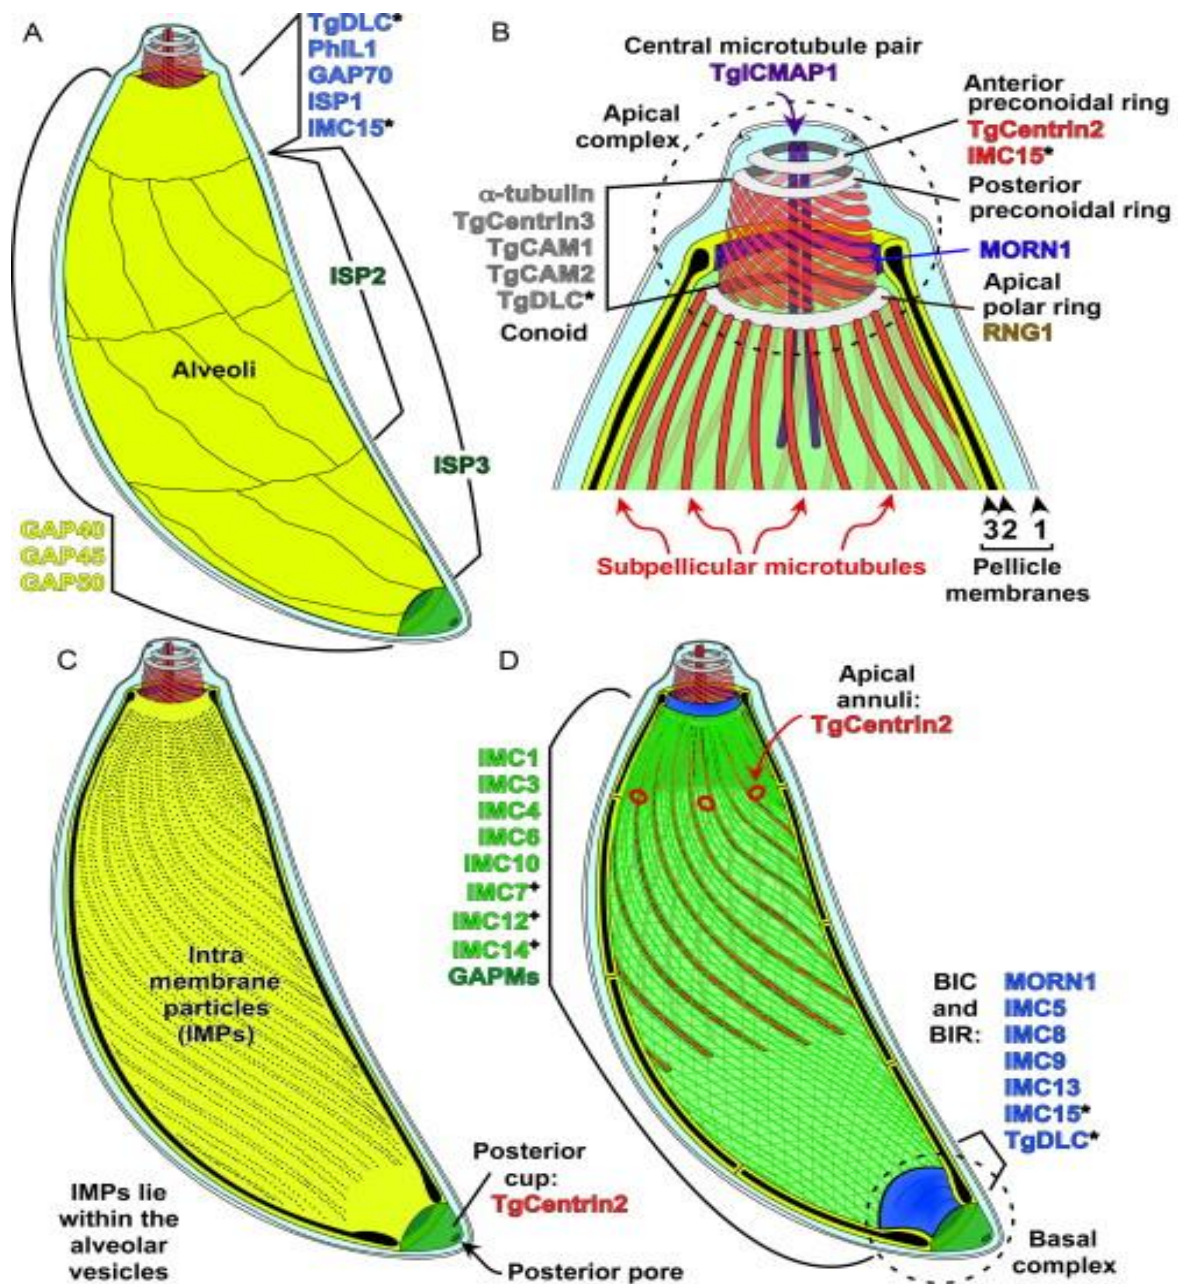 A
TgDLC*
PhIL1
GAP70
ISP1
IMC15*
ISP2
Alveoli
ISP3
GAP40
GAP45
GAP50
B
Central microtubule pair
TgICMAP1
Apical
complex
Anterior
preconoidal ring
TgCentrin2
IMC15*
Posterior
preconoidal ring
α-tubulin
TgCentrin3
TgCAM1
TgCAM2
TgDLC*
Conoid
MORN1
Apical
polar ring
RNG1
Subpellicular microtubules
32 1
Pellicle
membranes
C
Intra
membrane
particles
(IMPs)
IMPs lie
within the
alveolar
vesicles
Posterior
cup:
TgCentrin2
Posterior pore
D
Apical
annuli:
TgCentrin2
IMC1
IMC3
IMC4
IMC6
IMC10
IMC7+
IMC12+
IMC14+
GAPMs
BIC
and
BIR:
MORN1
IMC5
IMC8
IMC9
IMC13
IMC15*
TgDLC*
Basal
complex